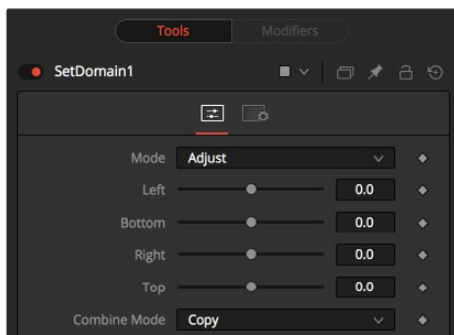 Tools Modifiers
SetDomain1
Mode Adjust
Left 0.0
Bottom 0.0
Right 0.0
Top 0.0
Combine Mode Copy